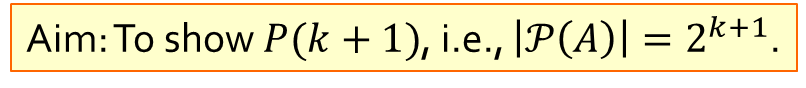 Aim: To show P(k + 1), i.e., |𝒫(A)| = 2^{k+1}.